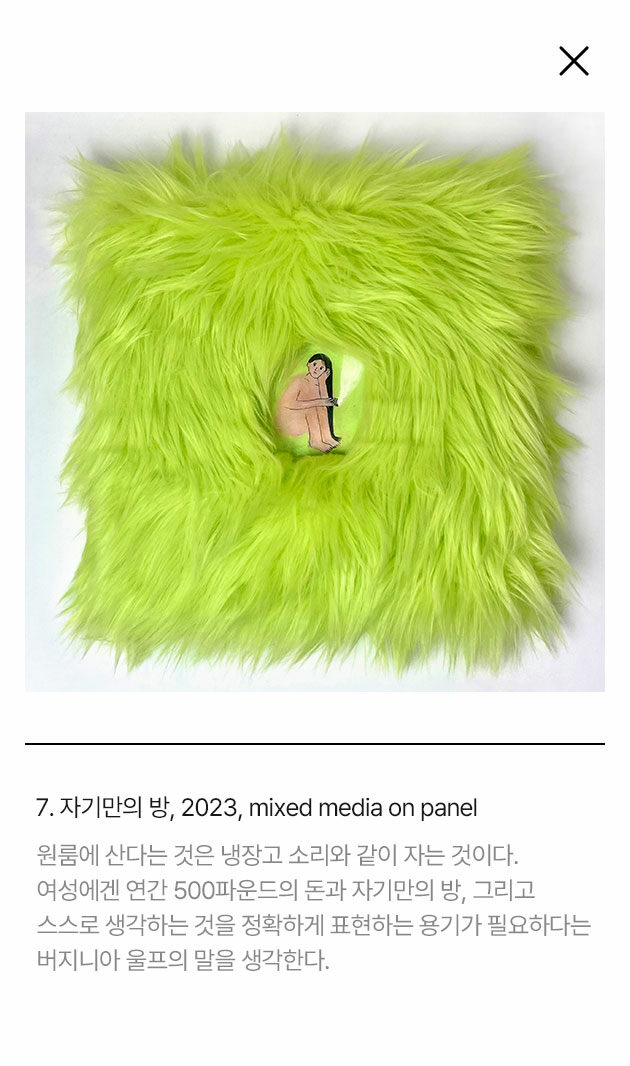 7. 자기만의 방, 2023, mixed media on panel
원룸에 산다는 것은 냉장고 소리와 같이 자는 것이다.
여성에겐 연간 500파운드의 돈과 자기만의 방, 그리고
스스로 생각하는 것을 정확하게 표현하는 용기가 필요하다는
버지니아 울프의 말을 생각한다.